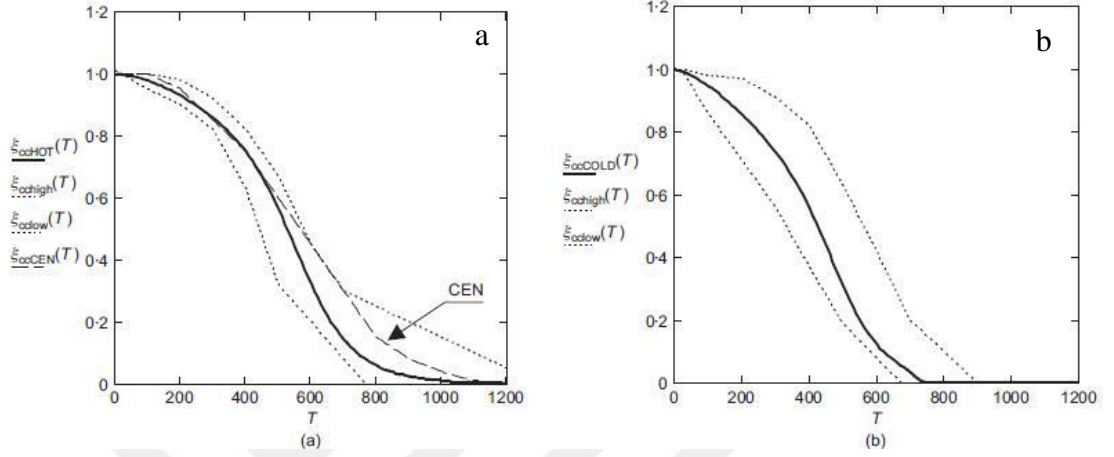 a
1·2
1·0
0·8
0·6
0·4
0·2
0
ξccHOT(T)
ξcchigh(T)
ξcclow(T)
ξccCEN(T)
CEN
0 200 400 600 800 1000 1200
T
(a)
b
1·2
1·0
0·8
0·6
0·4
0·2
0
ξccCOLD(T)
ξcchigh(T)
ξcclow(T)
0 200 400 600 800 1000 1200
T
(b)